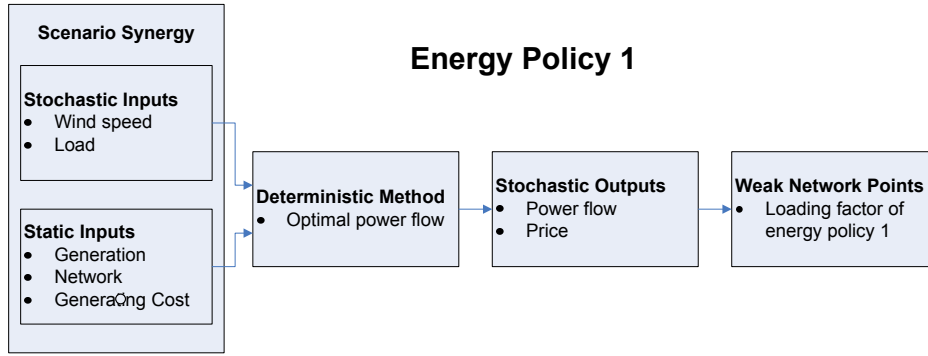 Scenario Synergy
Energy Policy 1
Stochastic Inputs
• Wind speed
• Load
Static Inputs
• Generation
• Network
• Cost
Deterministic Method
• Optimal power flow
Stochastic Outputs
• Power flow
• Price
Weak Network Points
• Loading factor of
energy policy 1